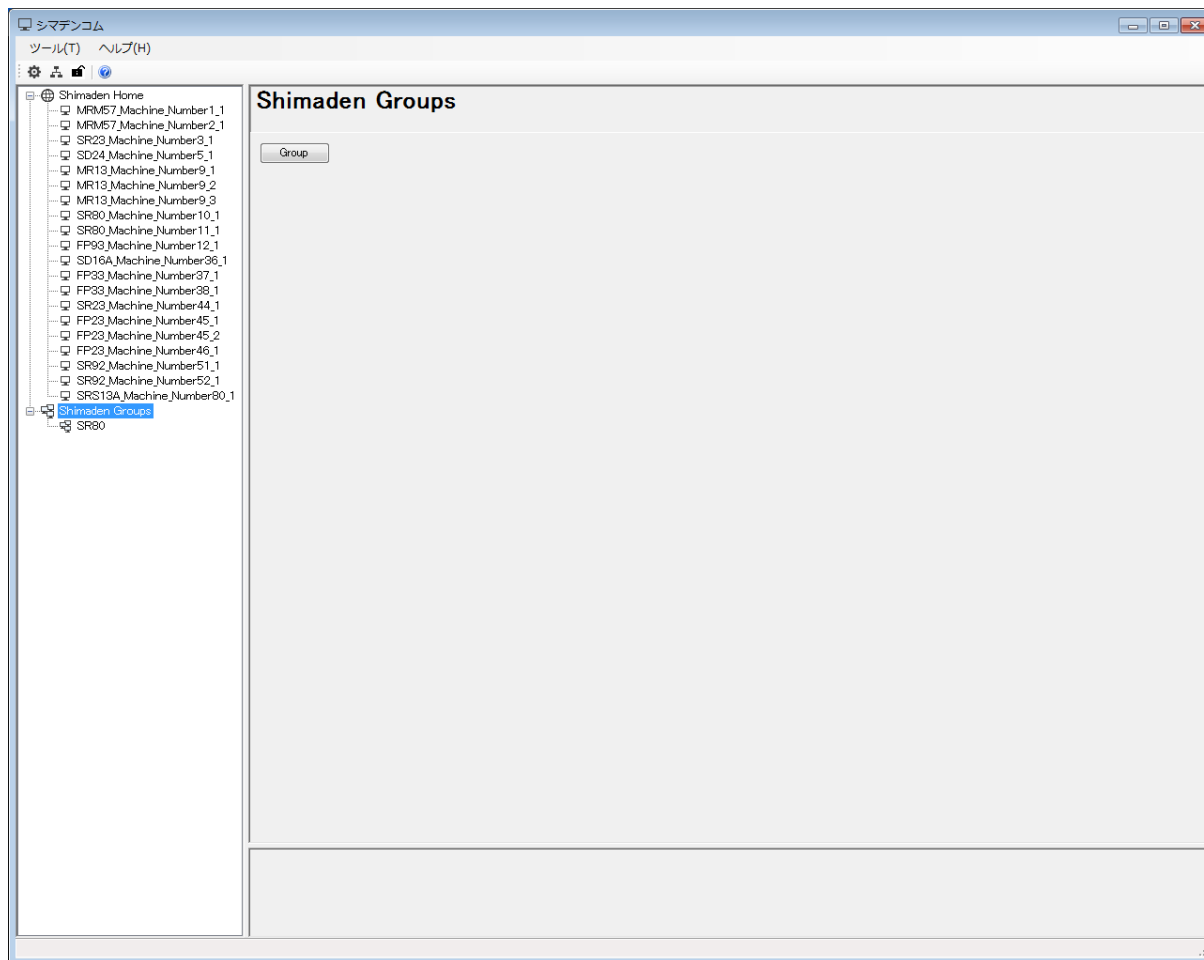 シマデンコム
ツール(T) ヘルプ(H)
Shimaden Home
MRM57_Machine_Number1_1
MRM57_Machine_Number2_1
SR23_Machine_Number3_1
SD24_Machine_Number5_1
MR13_Machine_Number9_1
MR13_Machine_Number9_2
MR13_Machine_Number9_3
SR80_Machine_Number10_1
SR80_Machine_Number11_1
FP93_Machine_Number12_1
SD16A_Machine_Number36_1
FP33_Machine_Number37_1
FP33_Machine_Number38_1
SR23_Machine_Number44_1
FP23_Machine_Number45_1
FP23_Machine_Number45_2
FP23_Machine_Number46_1
SR92_Machine_Number51_1
SR92_Machine_Number52_1
SRS13A_Machine_Number80_1
Shimaden Groups
SR80
Shimaden Groups
Group